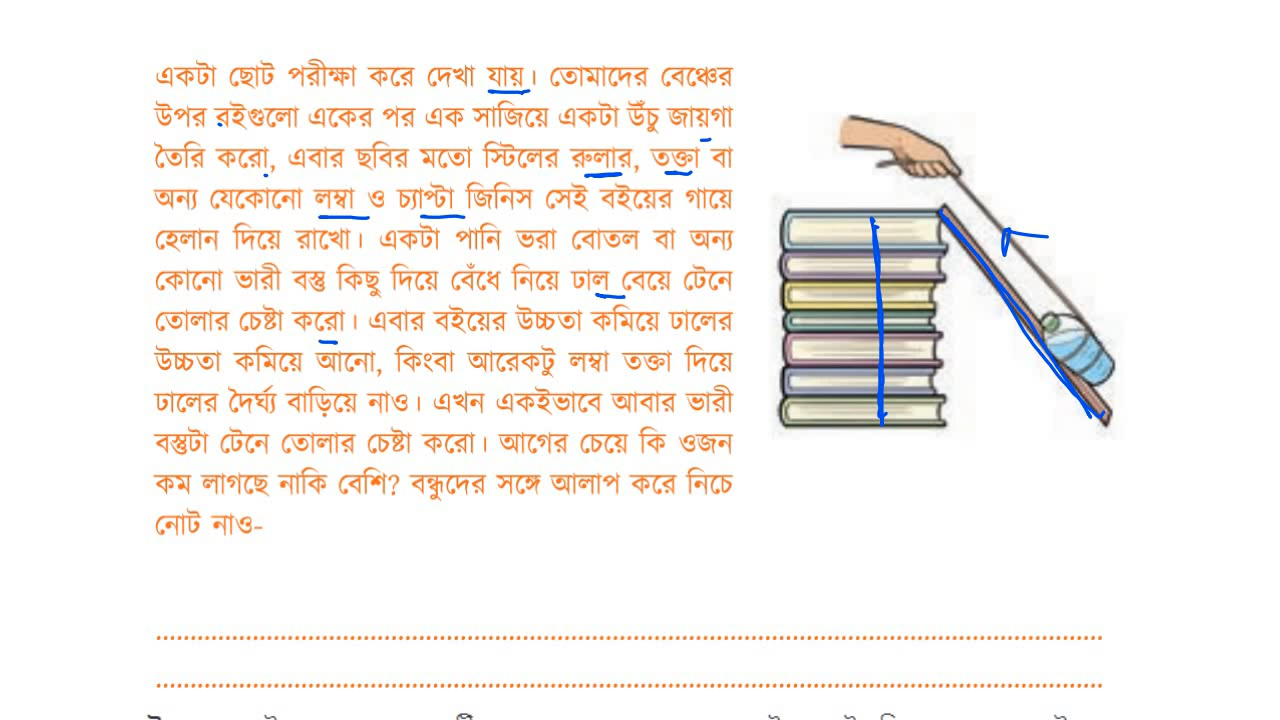 একটা ছোট পরীক্ষা করে দেখা যায়। তোমাদের বেঞ্চের
উপর বইগুলো একের পর এক সাজিয়ে একটা উঁচু জায়গা
তৈরি করো, এবার ছবির মতো স্টিলের রুলার, তক্তা বা
অন্য যেকোনো লম্বা ও চ্যাপ্টা জিনিস সেই বইয়ের গায়ে
হেলান দিয়ে রাখো। একটা পানি ভরা বোতল বা অন্য
কোনো ভারী বস্তু কিছু দিয়ে বেঁধে নিয়ে ঢাল বেয়ে টেনে
তোলার চেষ্টা করো। এবার বইয়ের উচ্চতা কমিয়ে ঢালের
উচ্চতা কমিয়ে আনো, কিংবা আরেকটু লম্বা তক্তা দিয়ে
ঢালের দৈর্ঘ্য বাড়িয়ে নাও। এখন একইভাবে আবার ভারী
বস্তুটা টেনে তোলার চেষ্টা করো। আগের চেয়ে কি ওজন
কম লাগছে নাকি বেশি? বন্ধুদের সঙ্গে আলাপ করে নিচে
নোট নাও-